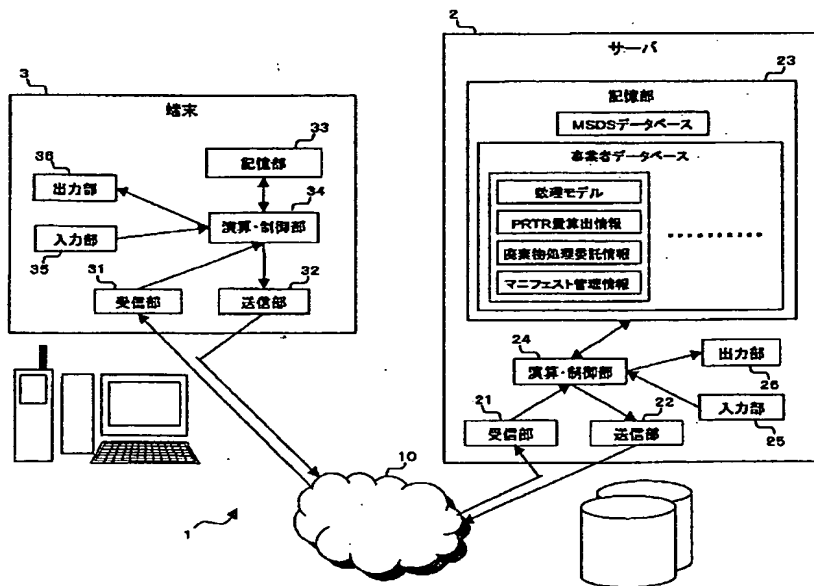 2
サーバ
23
記憶部
MSDSデータベース
事業者データベース
数理モデル
PRTR量算出情報
廃棄物処理委託情報
マニフェスト管理情報
………
24
演算・制御部
出力部
26
入力部
25
21
受信部
22
送信部
3
端末
33
記憶部
36
出力部
34
演算・制御部
入力部
35
31
受信部
32
送信部
10
1